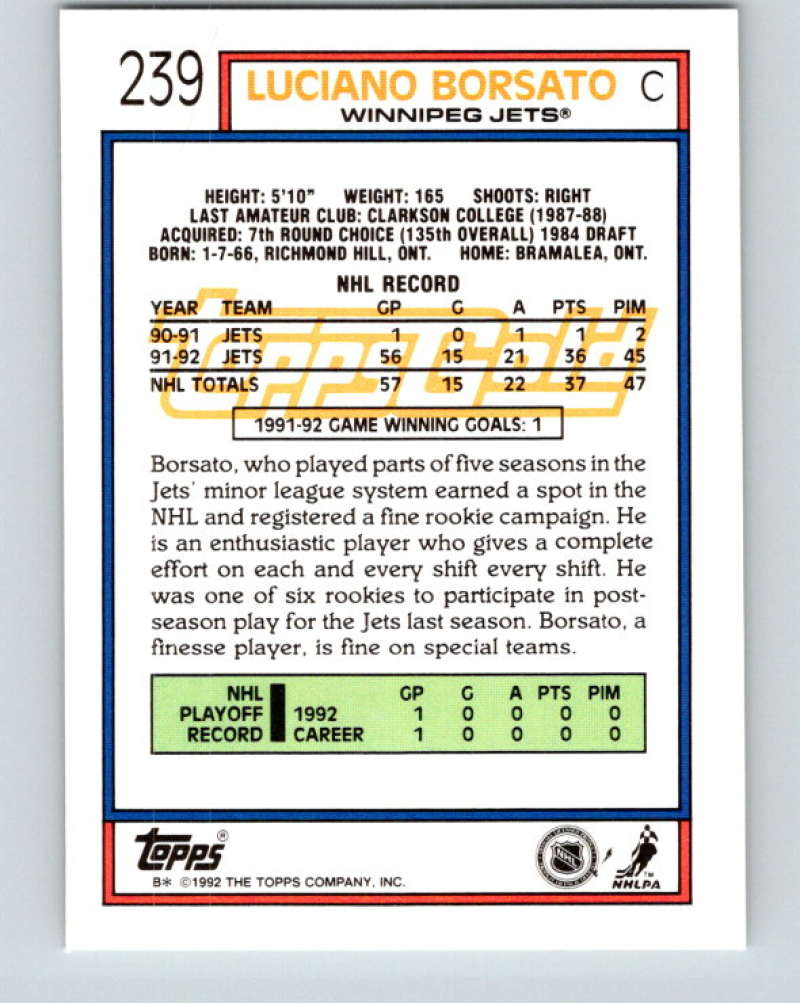 239 LUCIANO BORSATO C
WINNIPEG JETS®
HEIGHT: 5'10" WEIGHT: 165 SHOOTS: RIGHT
LAST AMATEUR CLUB: CLARKSON COLLEGE (1987-88)
ACQUIRED: 7th ROUND CHOICE (135th OVERALL) 1984 DRAFT
BORN: 1-7-66, RICHMOND HILL, ONT. HOME: BRAMALEA, ONT.
NHL RECORD
YEAR TEAM GP G A PTS PIM
90-91 JETS 1 0 1 1 2
91-92 JETS 56 15 21 36 45
NHL TOTALS 57 15 22 37 47
ToppsGold
1991-92 GAME WINNING GOALS: 1
Borsato, who played parts of five seasons in the
Jets' minor league system earned a spot in the
NHL and registered a fine rookie campaign. He
is an enthusiastic player who gives a complete
effort on each and every shift every shift. He
was one of six rookies to participate in post-
season play for the Jets last season. Borsato, a
finesse player, is fine on special teams.
NHL GP G A PTS PIM
PLAYOFF 1992 1 0 0 0 0
RECORD CAREER 1 0 0 0 0
TOPPS®
B* ©1992 THE TOPPS COMPANY, INC.
NHL
NHLPA™